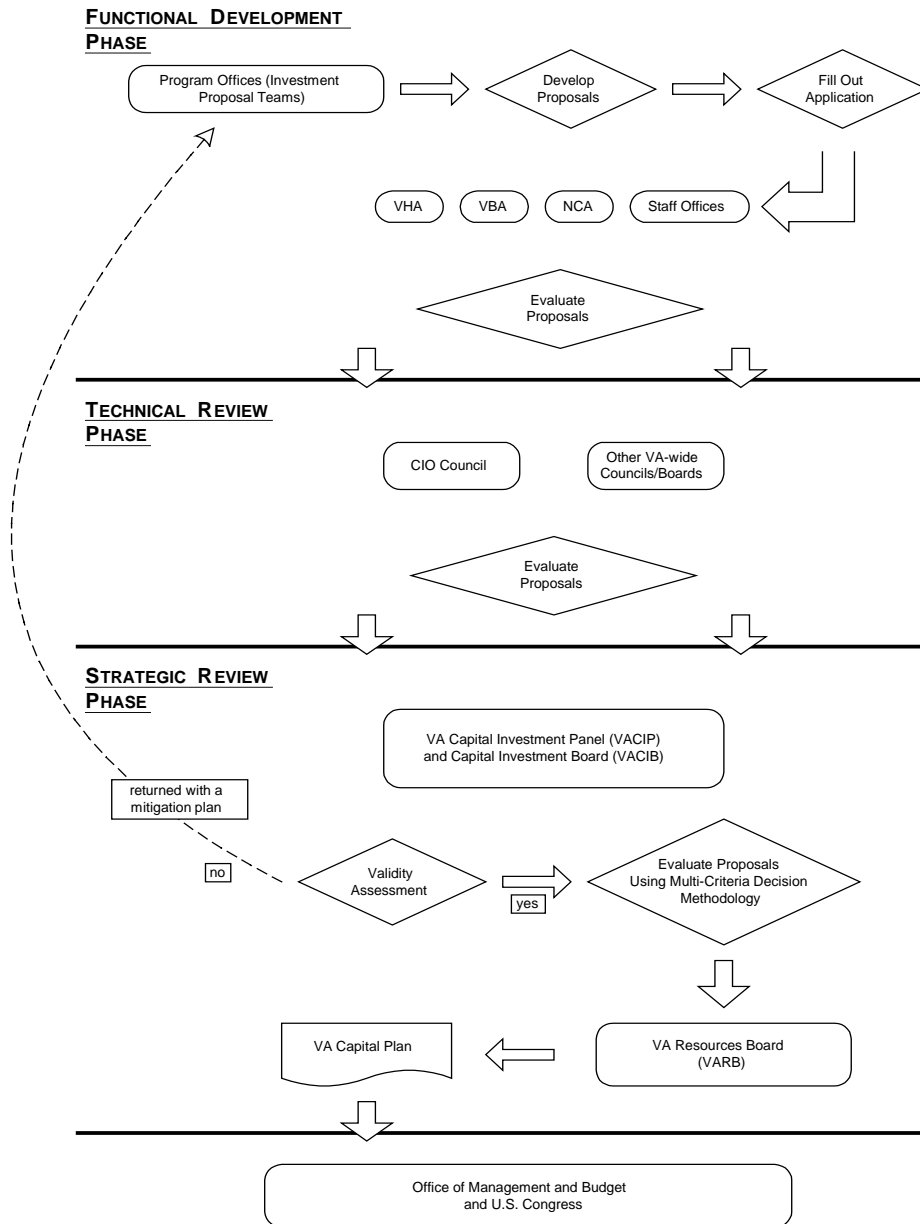 FUNCTIONAL DEVELOPMENT
PHASE
Program Offices (Investment
Proposal Teams)
Develop
Proposals
Fill Out
Application
VHA
VBA
NCA
Staff Offices
Evaluate
Proposals
TECHNICAL REVIEW
PHASE
CIO Council
Other VA-wide
Councils/Boards
Evaluate
Proposals
STRATEGIC REVIEW
PHASE
VA Capital Investment Panel (VACIP)
and Capital Investment Board (VACIB)
returned with a
mitigation plan
no
Validity
Assessment
yes
Evaluate Proposals
Using Multi-Criteria Decision
Methodology
VA Capital Plan
VA Resources Board
(VARB)
Office of Management and Budget
and U.S. Congress